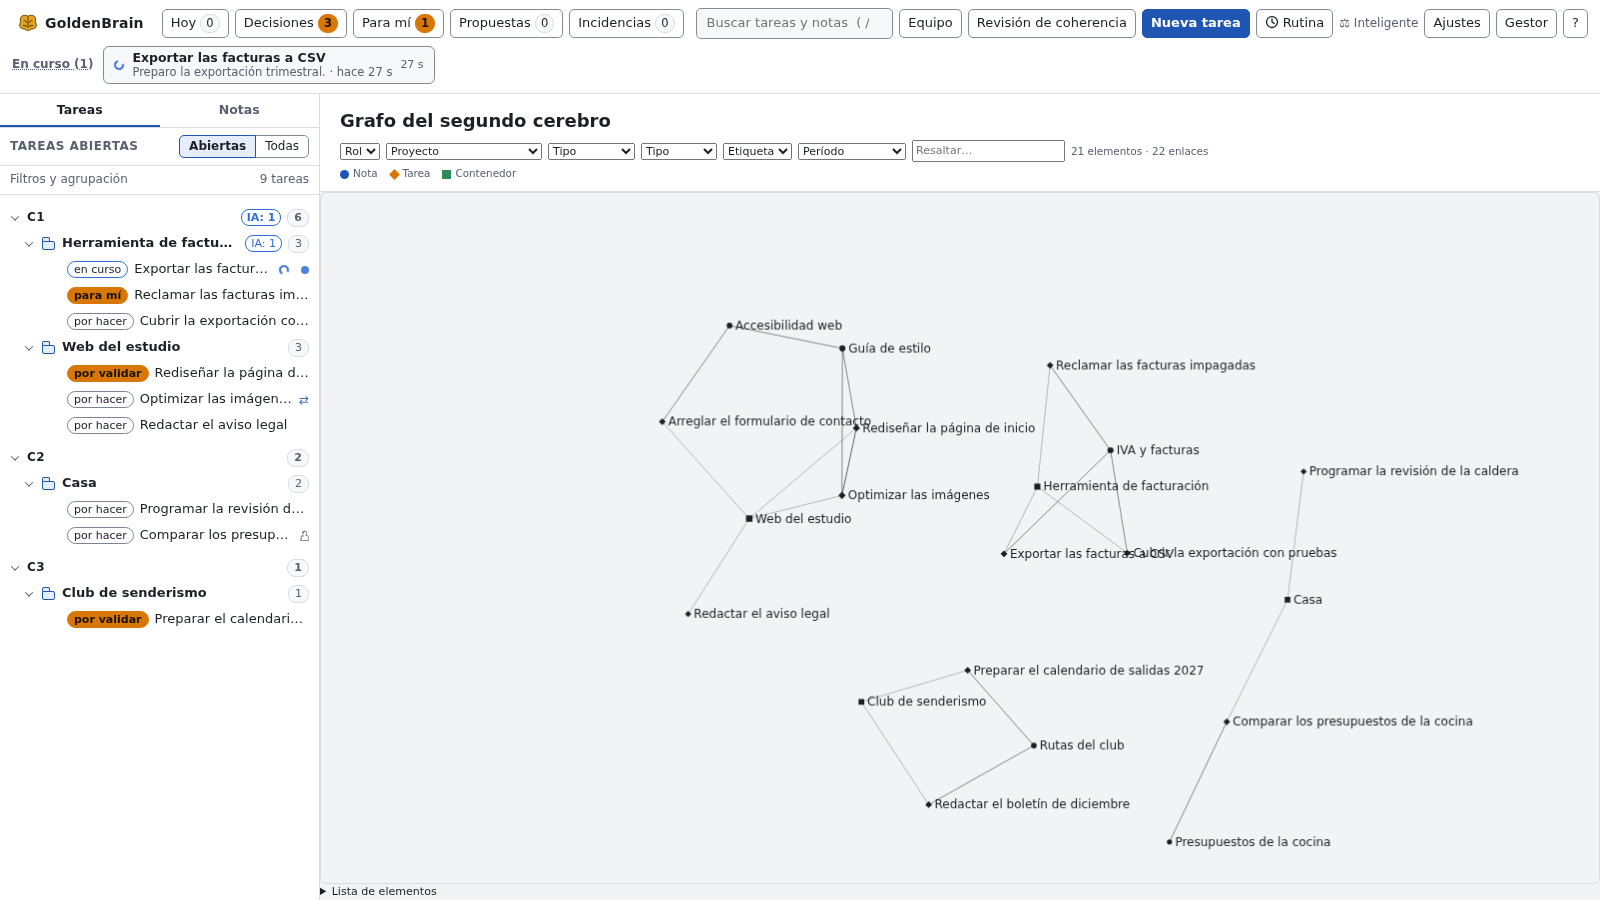 GoldenBrain Hoy 0 Decisiones 3 Para mí 1 Propuestas 0 Incidencias 0 Buscar tareas y notas ( / Equipo Revisión de coherencia Nueva tarea Rutina Inteligente Ajustes Gestor ?
En curso (1)
Exportar las facturas a CSV
Preparo la exportación trimestral. · hace 27 s
27 s
Tareas Notas
TAREAS ABIERTAS Abiertas Todas
Filtros y agrupación 9 tareas
C1 IA: 1 6
Herramienta de factu... IA: 1 3
en curso Exportar las factur...
para mí Reclamar las facturas im...
por hacer Cubrir la exportación co...
Web del estudio 3
por validar Rediseñar la página d...
por hacer Optimizar las imágen...
por hacer Redactar el aviso legal
C2 2
Casa 2
por hacer Programar la revisión d...
por hacer Comparar los presup...
C3 1
Club de senderismo 1
por validar Preparar el calendari...
Grafo del segundo cerebro
Rol Proyecto Tipo Tipo Etiqueta Período Resaltar... 21 elementos · 22 enlaces
Nota Tarea Contenedor
Accesibilidad web
Guía de estilo
Reclamar las facturas impagadas
Arreglar el formulario de contacto
Rediseñar la página de inicio
IVA y facturas
Programar la revisión de la caldera
Herramienta de facturación
Optimizar las imágenes
Web del estudio
Exportar las facturas a CSV
Cubrir la exportación con pruebas
Casa
Redactar el aviso legal
Preparar el calendario de salidas 2027
Club de senderismo
Comparar los presupuestos de la cocina
Rutas del club
Redactar el boletín de diciembre
Presupuestos de la cocina
Lista de elementos